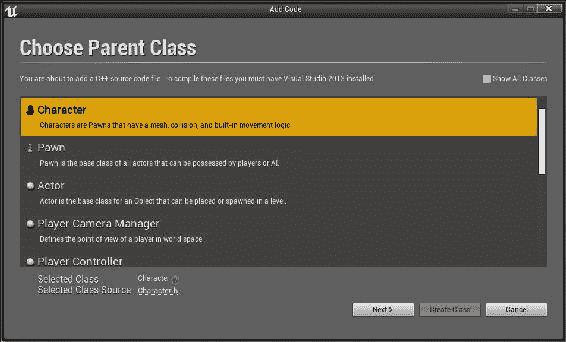 Add Code
Choose Parent Class
You are about to add a C++ source code file. To compile these files you must have Visual Studio 2013 installed.
Show All Classes
Character
Characters are Pawns that have a mesh, collision, and built-in movement logic.
Pawn
Pawn is the base class of all actors that can be possessed by players or AI.
Actor
Actor is the base class for an Object that can be placed or spawned in a level.
Player Camera Manager
Defines the point of view of a player in world space
Player Controller
Selected Class
Character
Selected Class Source
Character.h
Next >
Create Class
Cancel